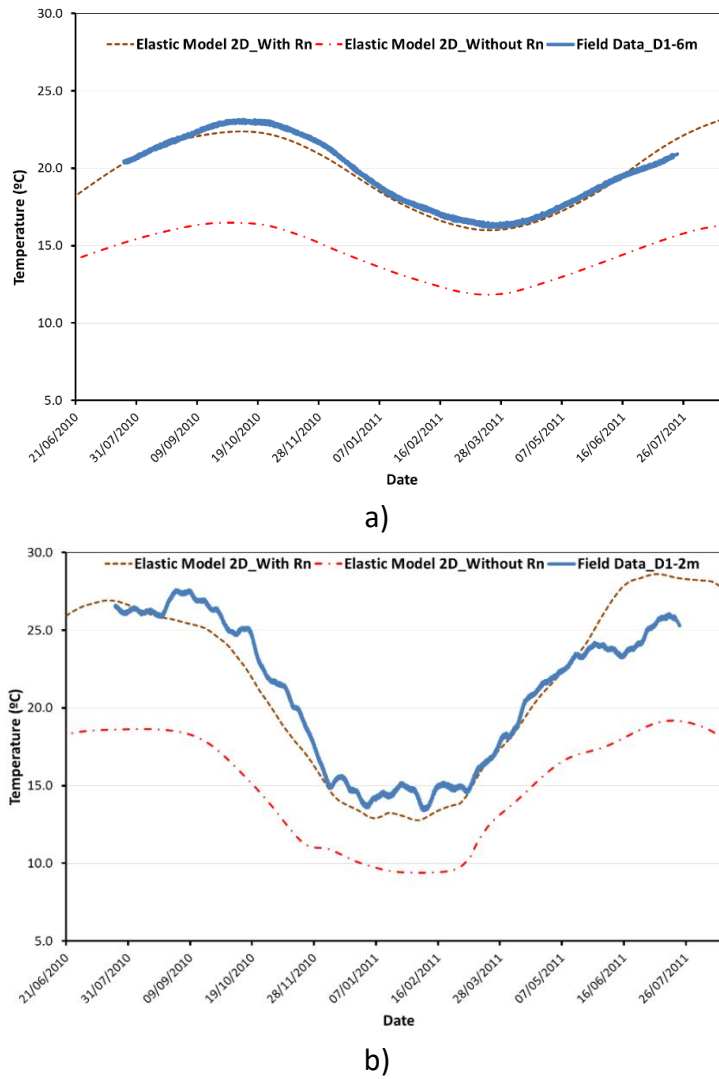 30.0
Elastic Model 2D_With Rn Elastic Model 2D_Without Rn Field Data_D1-6m
25.0
20.0
15.0
10.0
5.0
Temperature (ºC)
21/06/2010 31/07/2010 09/09/2010 19/10/2010 28/11/2010 07/01/2011 16/02/2011 28/03/2011 07/05/2011 16/06/2011 26/07/2011
Date
a)
30.0
Elastic Model 2D_With Rn Elastic Model 2D_Without Rn Field Data_D1-2m
25.0
20.0
15.0
10.0
5.0
Temperature (ºC)
21/06/2010 31/07/2010 09/09/2010 19/10/2010 28/11/2010 07/01/2011 16/02/2011 28/03/2011 07/05/2011 16/06/2011 26/07/2011
Date
b)